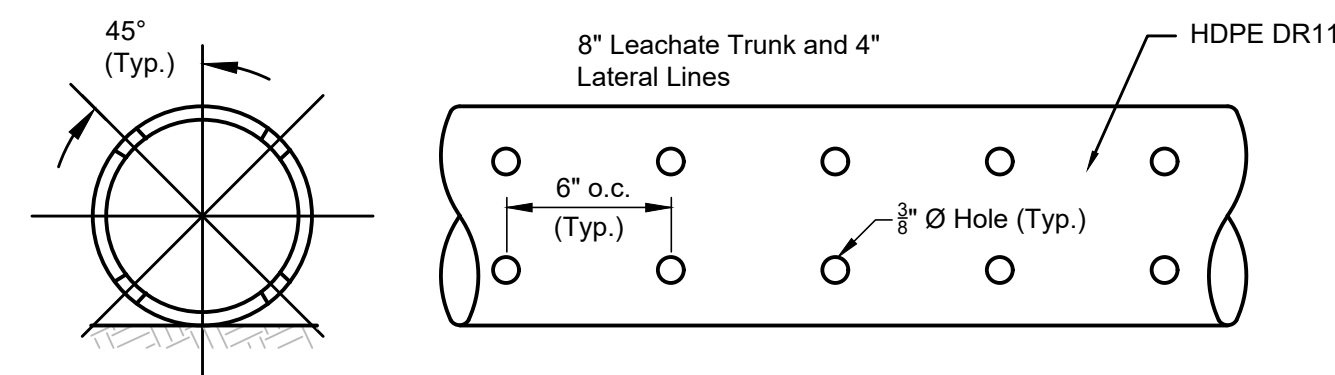 45°
(Typ.)
8" Leachate Trunk and 4"
Lateral Lines
HDPE DR11
6" o.c.
(Typ.)
3/8" Ø Hole (Typ.)